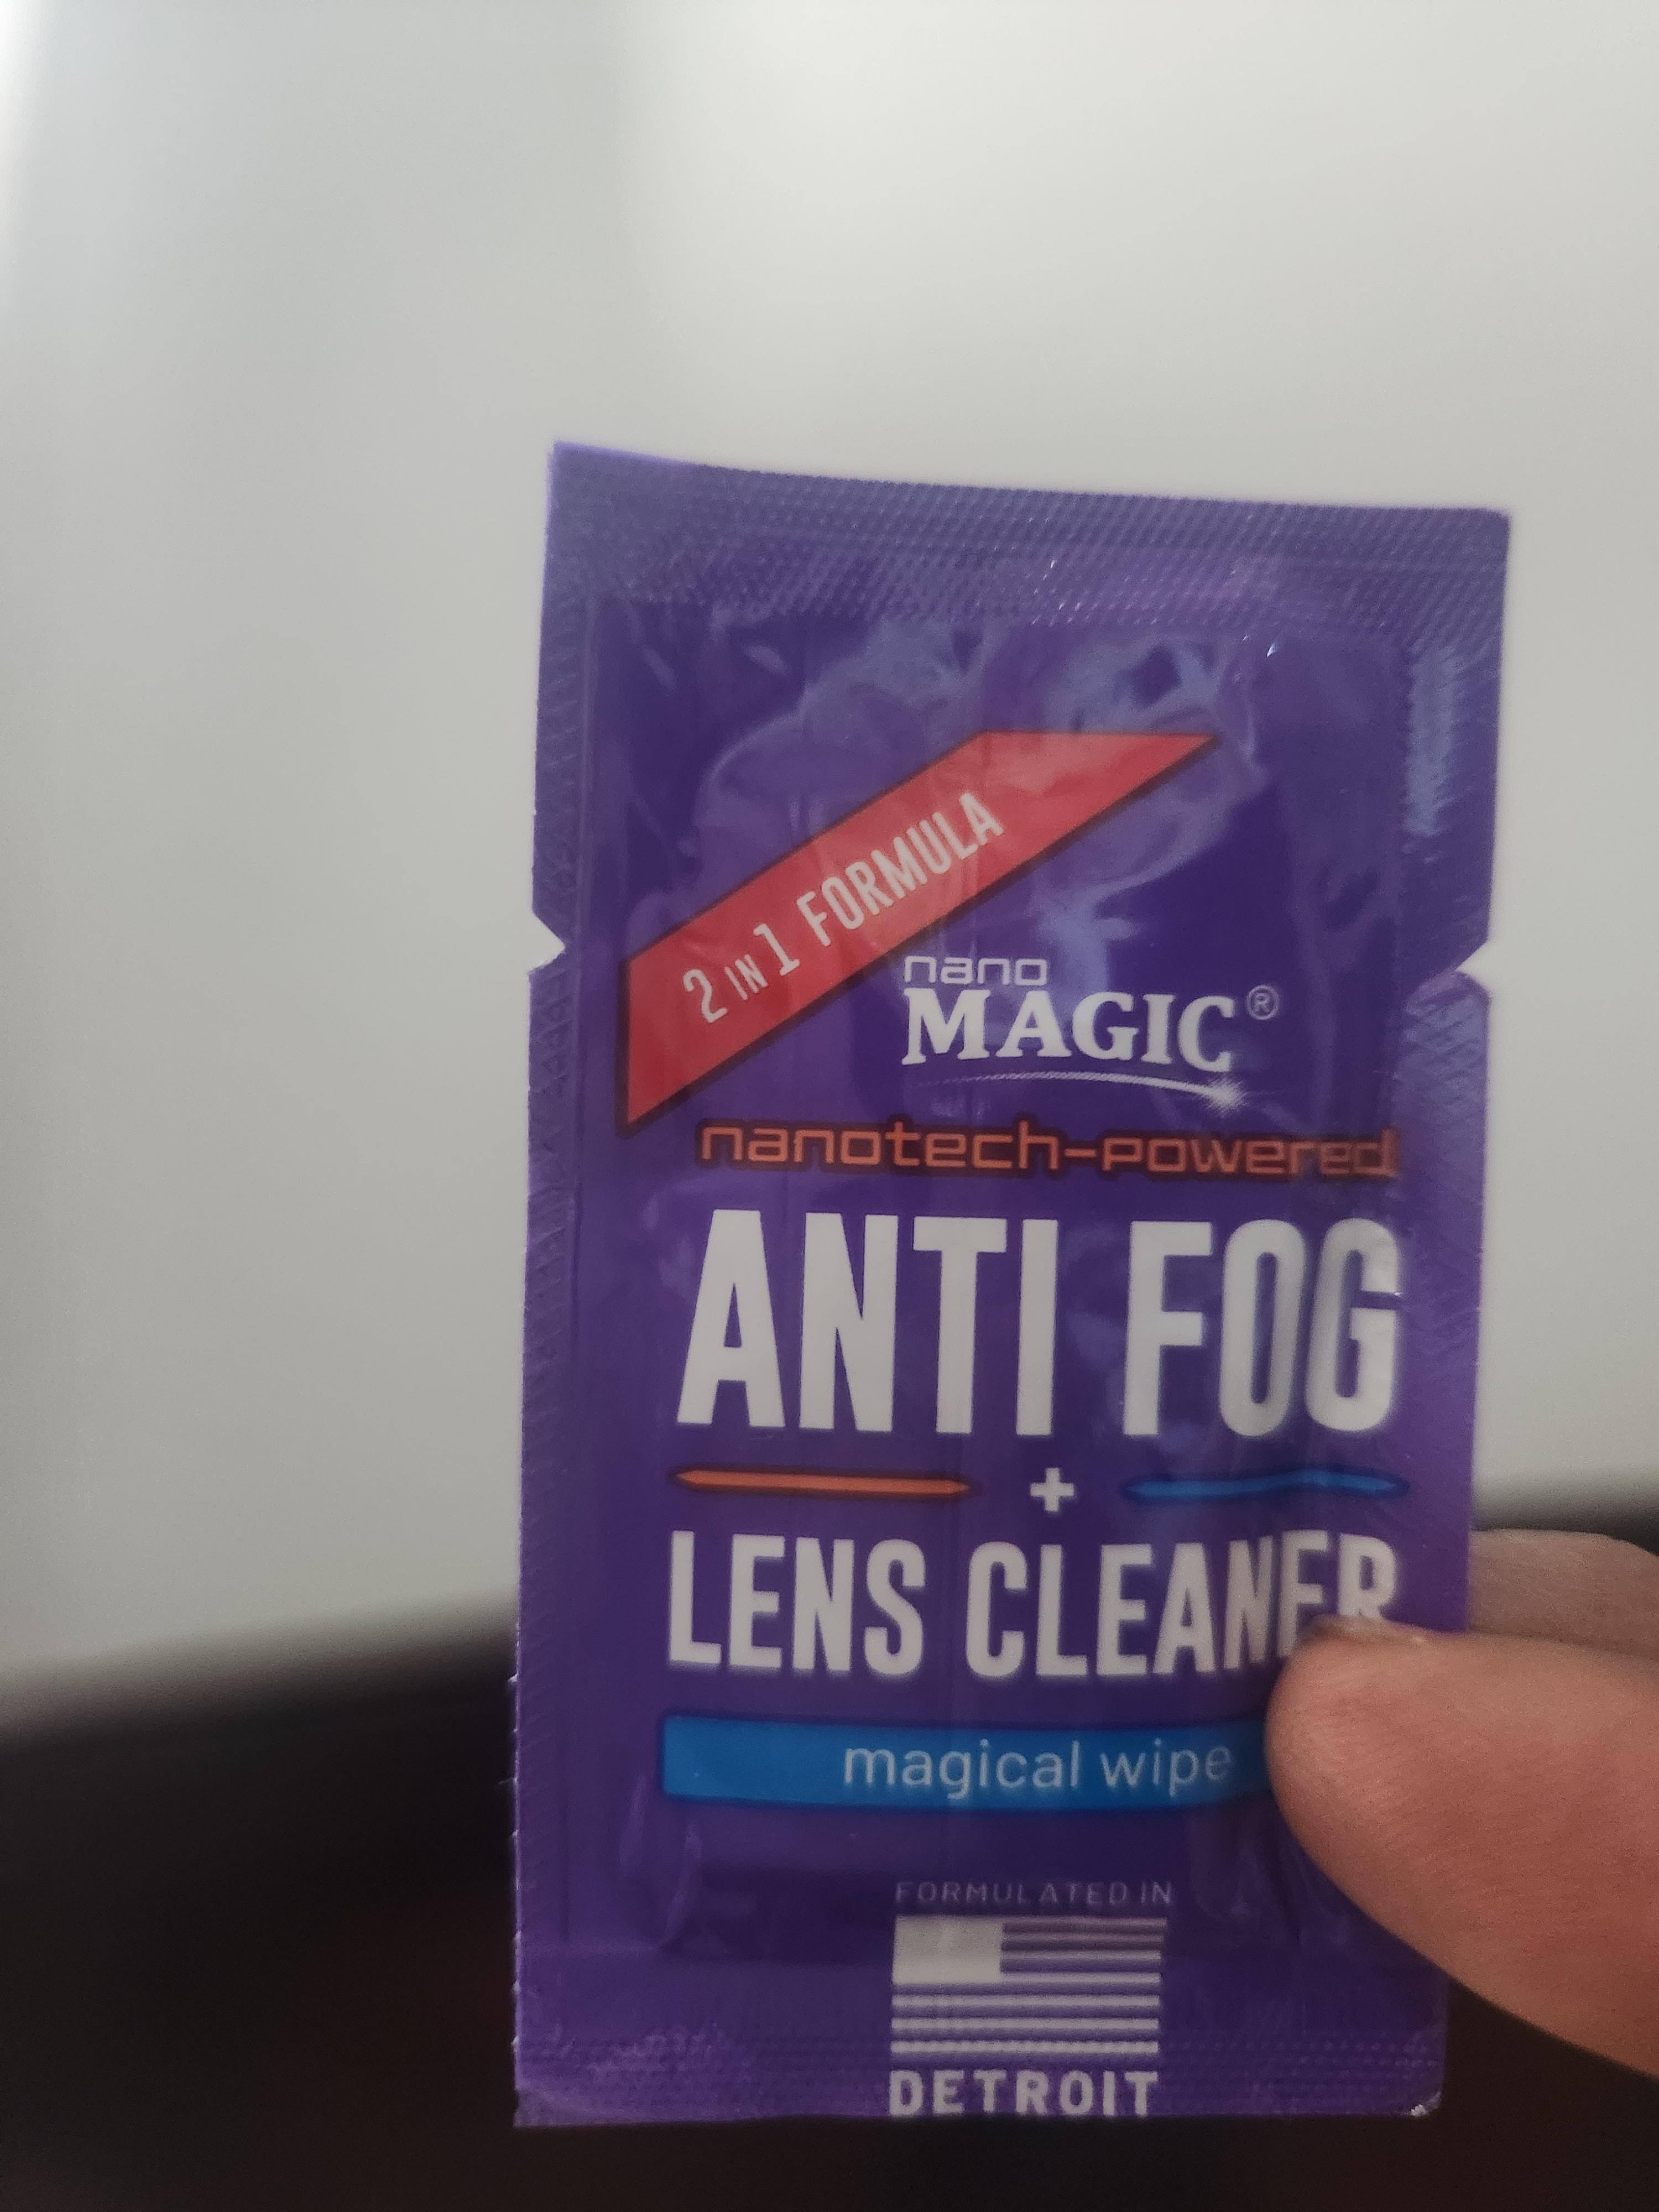 2 IN 1 FORMULA
nano
MAGIC®
nanotech-powered
ANTI FOG
+
LENS CLEANER
magical wipe
FORMULATED IN
DETROIT